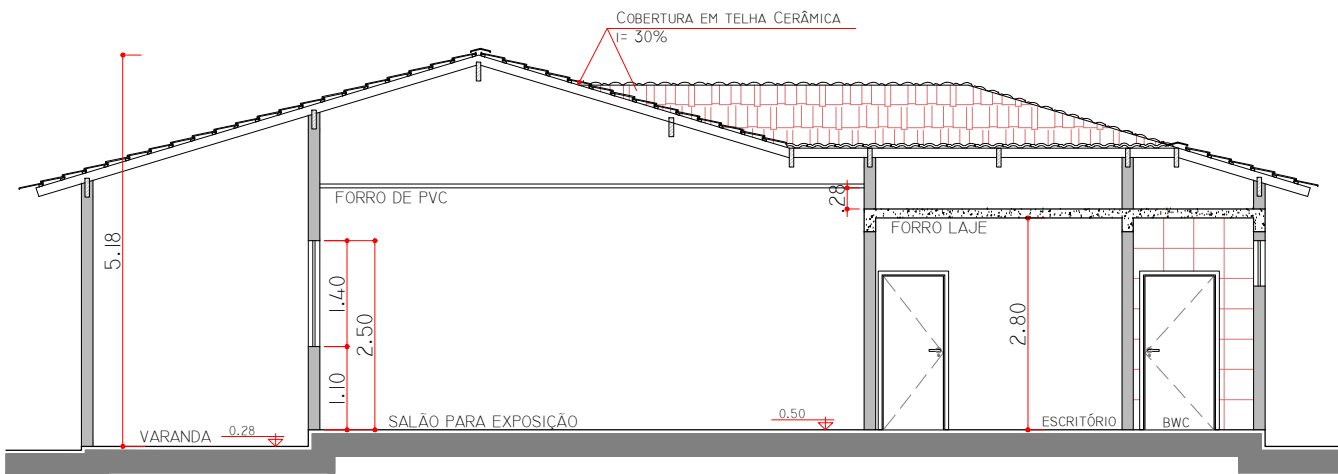 COBERTURA EM TELHA CERÂMICA
I= 30%
FORRO DE PVC
.28
FORRO LAJE
5.18
1.40
2.50
1.10
2.80
SALÃO PARA EXPOSIÇÃO
0.50
ESCRITÓRIO
BWC
VARANDA
0.28